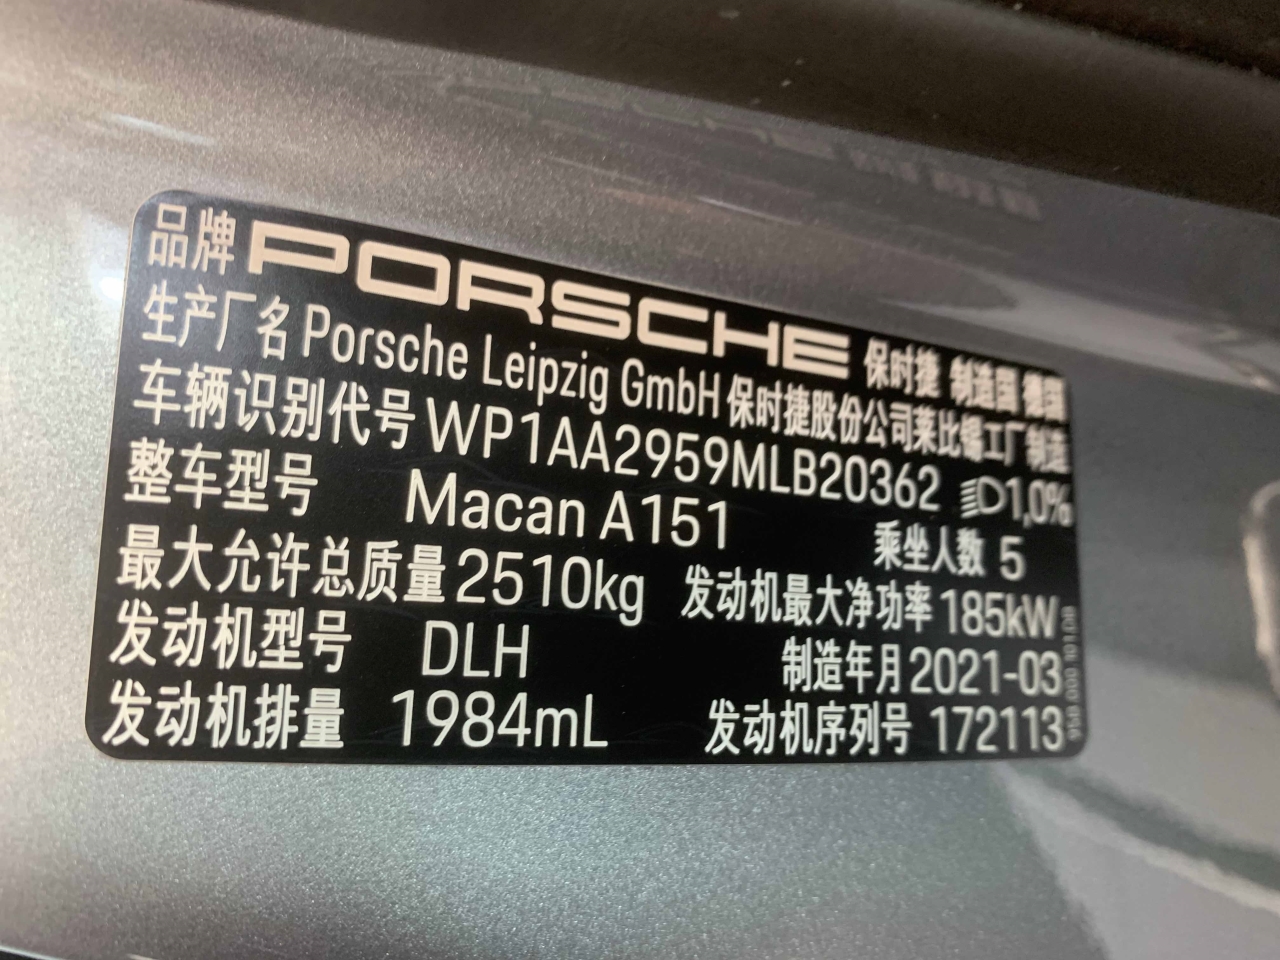 品牌 PORSCHE 保时捷 制造国 德国
生产厂名 Porsche Leipzig GmbH 保时捷股份公司莱比锡工厂制造
车辆识别代号 WP1AA2959MLB20362 1,0%
整车型号 Macan A151 乘坐人数 5
最大允许总质量 2510kg 发动机最大净功率 185kW
发动机型号 DLH 制造年月 2021-03
发动机排量 1984mL 发动机序列号 172113